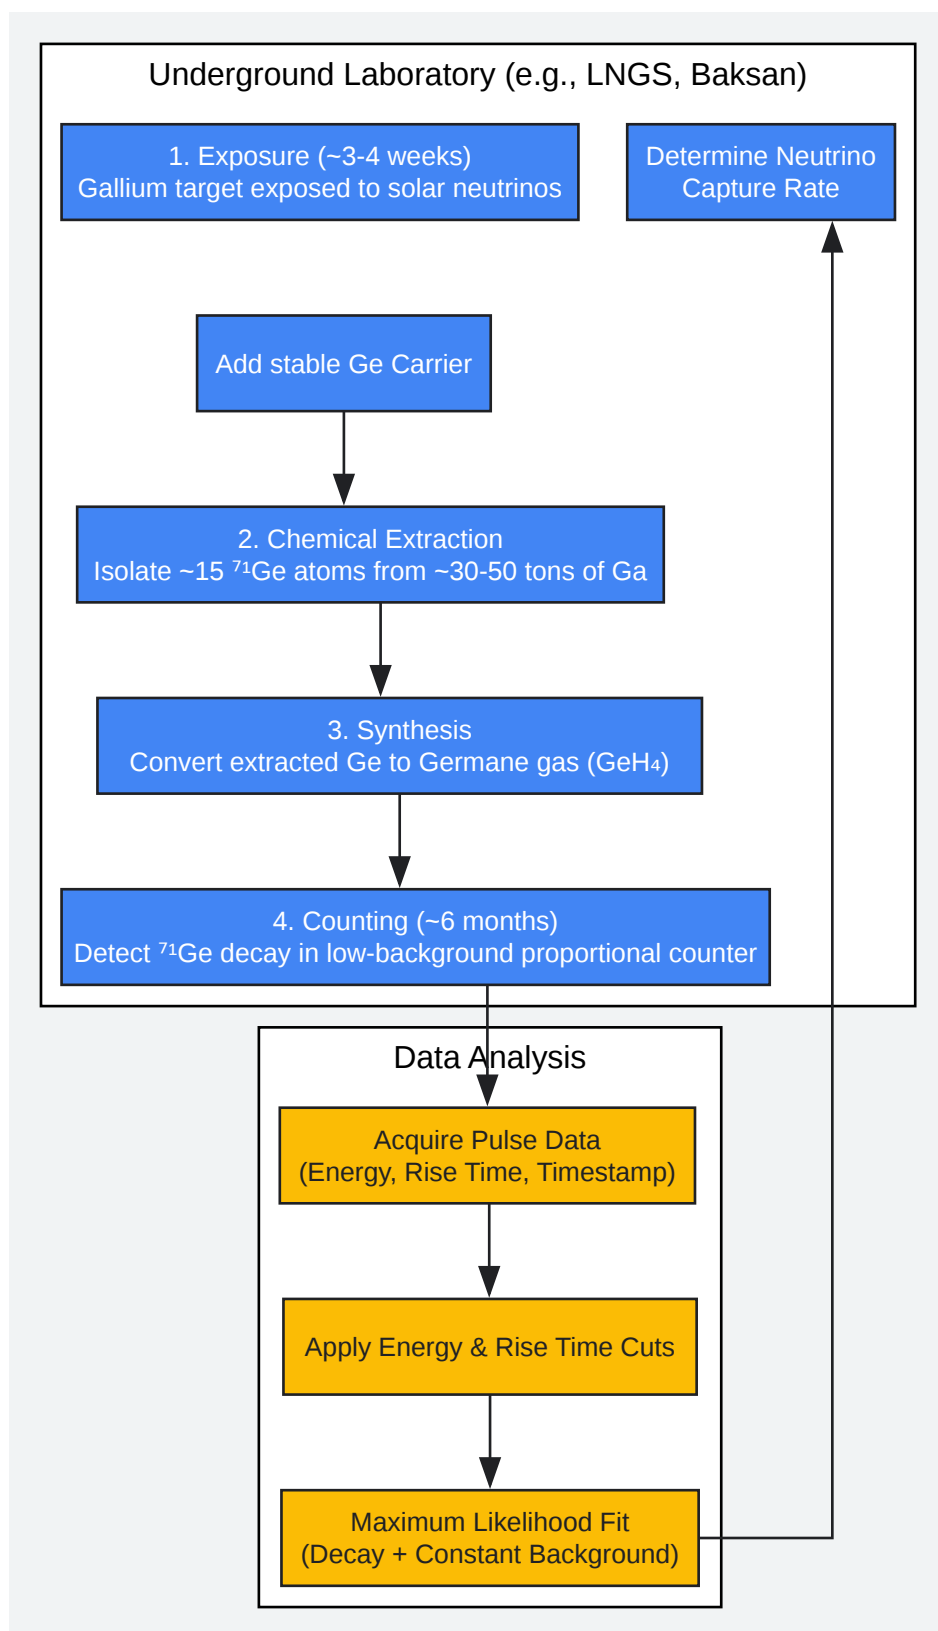 Underground Laboratory (e.g., LNGS, Baksan)
1. Exposure (~3-4 weeks)
Gallium target exposed to solar neutrinos
Determine Neutrino
Capture Rate
Add stable Ge Carrier
2. Chemical Extraction
Isolate ~15 ⁷¹Ge atoms from ~30-50 tons of Ga
3. Synthesis
Convert extracted Ge to Germane gas (GeH₄)
4. Counting (~6 months)
Detect ⁷¹Ge decay in low-background proportional counter
Data Analysis
Acquire Pulse Data
(Energy, Rise Time, Timestamp)
Apply Energy & Rise Time Cuts
Maximum Likelihood Fit
(Decay + Constant Background)